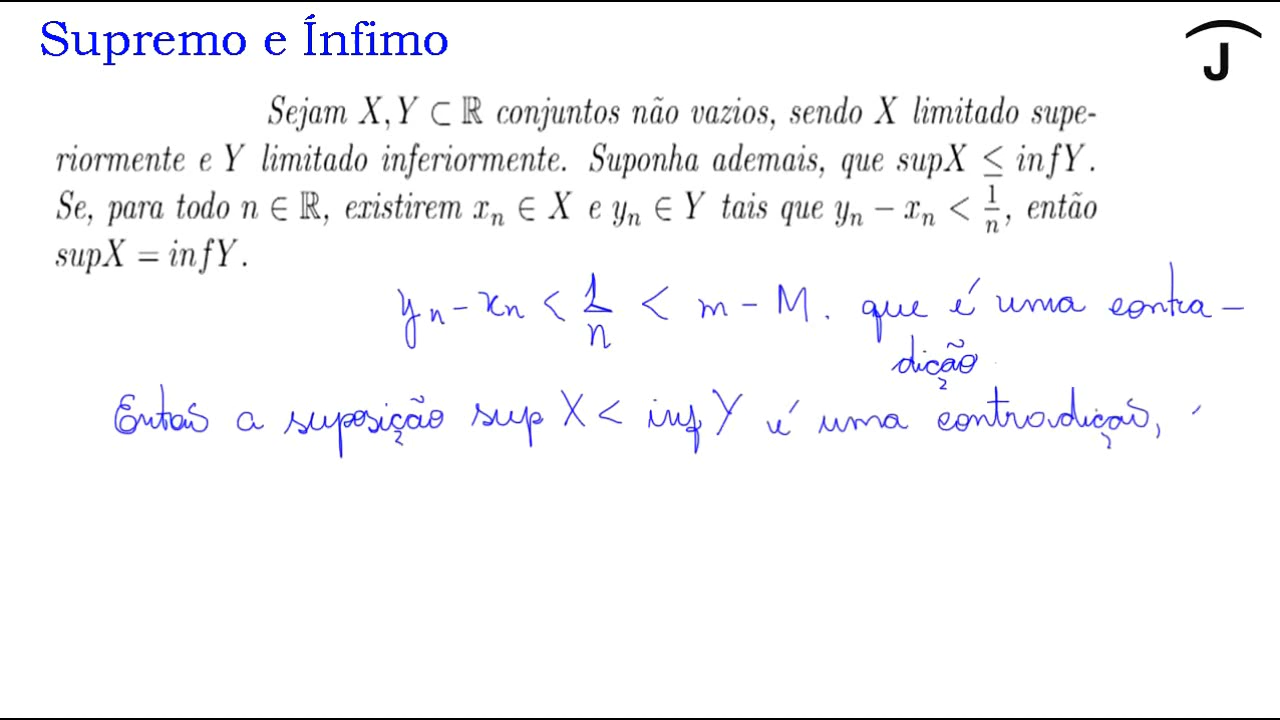 Supremo e Ínfimo
J
Sejam X, Y ⊂ ℝ conjuntos não vazios, sendo X limitado supe-
riormente e Y limitado inferiormente. Suponha ademais, que supX ≤ infY.
Se, para todo n ∈ ℝ, existirem xₙ ∈ X e yₙ ∈ Y tais que yₙ − xₙ < 1/n, então
supX = infY.
yₙ − xₙ < 1/n < m − M. que é uma contra-
dição
Então a suposição sup X < inf Y é uma contradição,